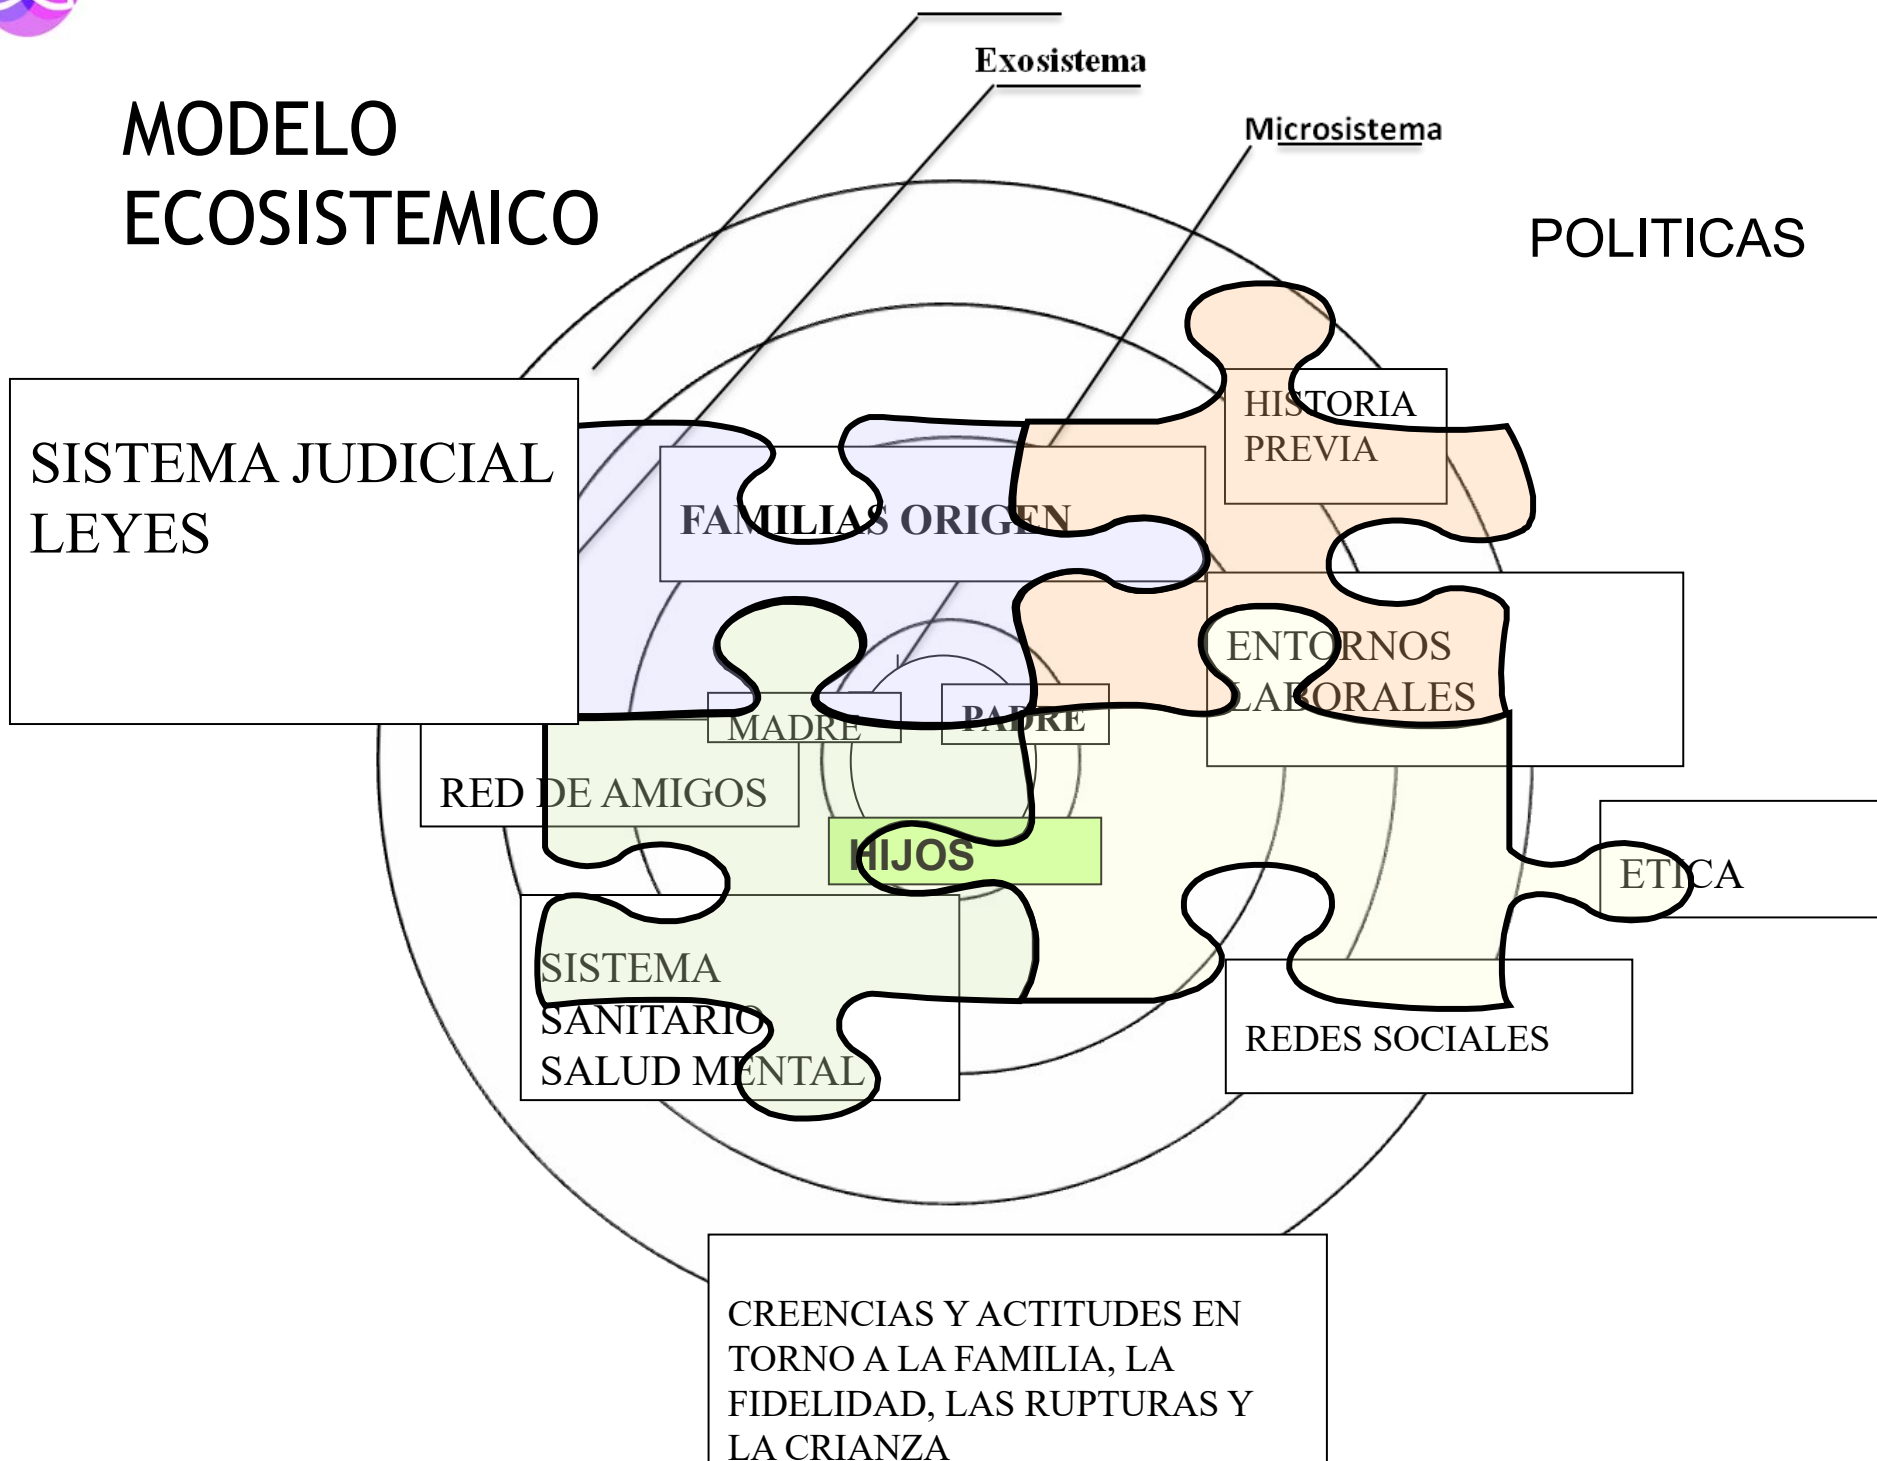 Exosistema
MODELO
ECOSISTEMICO
Microsistema
POLITICAS
HISTORIA
PREVIA
SISTEMA JUDICIAL
LEYES
FAMILIAS ORIGEN
ENTORNOS
LABORALES
MADRE
PADRE
RED DE AMIGOS
HIJOS
ETICA
SISTEMA
SANITARIO
SALUD MENTAL
REDES SOCIALES
CREENCIAS Y ACTITUDES EN
TORNO A LA FAMILIA, LA
FIDELIDAD, LAS RUPTURAS Y
LA CRIANZA